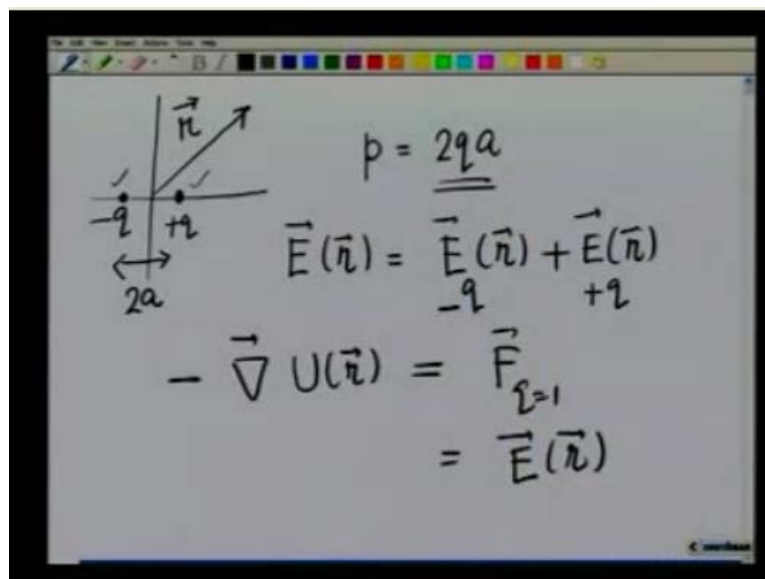 r⃗
p = 2qa
-q +q
2a
E⃗(r⃗) = E⃗(r⃗) + E⃗(r⃗)
-q +q
- ∇⃗ U(r⃗) = F⃗
q=1
= E⃗(r⃗)